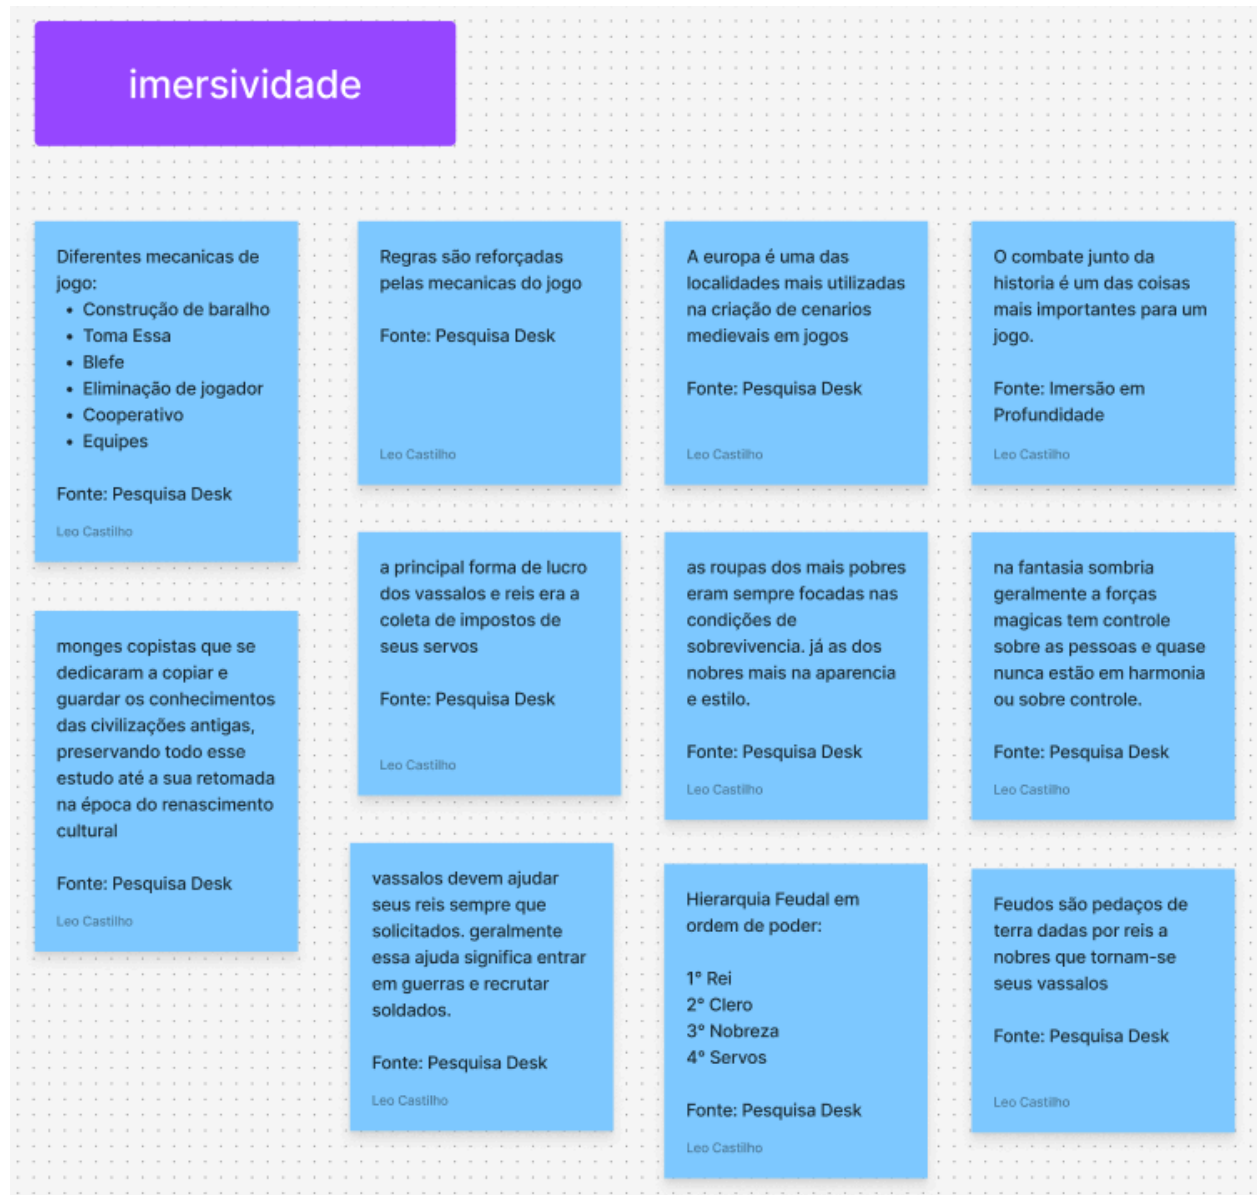 imersividade
Diferentes mecanicas de
jogo:
• Construção de baralho
• Toma Essa
• Blefe
• Eliminação de jogador
• Cooperativo
• Equipes
Fonte: Pesquisa Desk
Leo Castilho
Regras são reforçadas
pelas mecanicas do jogo
Fonte: Pesquisa Desk
Leo Castilho
A europa é uma das
localidades mais utilizadas
na criação de cenarios
medievais em jogos
Fonte: Pesquisa Desk
Leo Castilho
O combate junto da
historia é um das coisas
mais importantes para um
jogo.
Fonte: Imersão em
Profundidade
Leo Castilho
monges copistas que se
dedicaram a copiar e
guardar os conhecimentos
das civilizações antigas,
preservando todo esse
estudo até a sua retomada
na época do renascimento
cultural
Fonte: Pesquisa Desk
Leo Castilho
a principal forma de lucro
dos vassalos e reis era a
coleta de impostos de
seus servos
Fonte: Pesquisa Desk
Leo Castilho
as roupas dos mais pobres
eram sempre focadas nas
condições de
sobrevivencia. já as dos
nobres mais na aparencia
e estilo.
Fonte: Pesquisa Desk
Leo Castilho
na fantasia sombria
geralmente a forças
magicas tem controle
sobre as pessoas e quase
nunca estão em harmonia
ou sobre controle.
Fonte: Pesquisa Desk
Leo Castilho
vassalos devem ajudar
seus reis sempre que
solicitados. geralmente
essa ajuda significa entrar
em guerras e recrutar
soldados.
Fonte: Pesquisa Desk
Leo Castilho
Hierarquia Feudal em
ordem de poder:
1° Rei
2° Clero
3° Nobreza
4° Servos
Fonte: Pesquisa Desk
Leo Castilho
Feudos são pedaços de
terra dadas por reis a
nobres que tornam-se
seus vassalos
Fonte: Pesquisa Desk
Leo Castilho